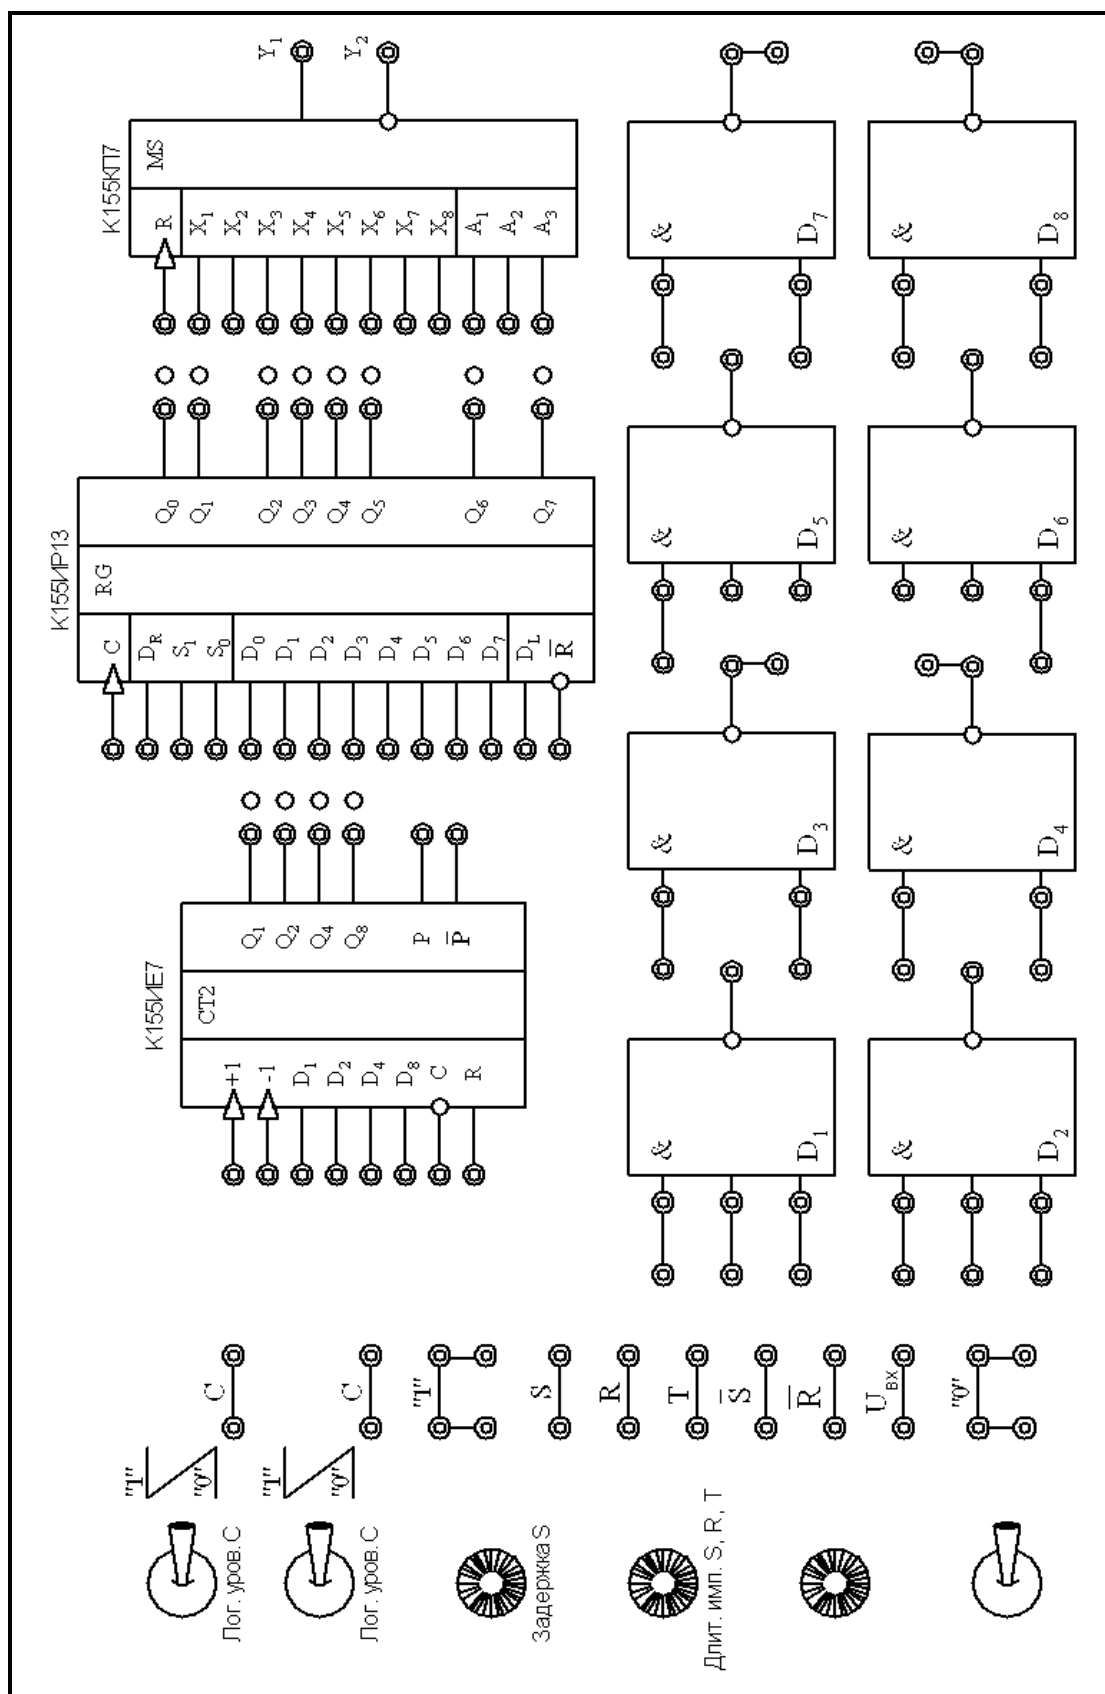 К155ИЕ7
+1
-1
D1
D2
D4
D8
C
R
CT2
Q1
Q2
Q4
Q8
P
P̅
К155ИР13
C
DR
S1
S0
D0
D1
D2
D3
D4
D5
D6
D7
DL
R̅
RG
Q0
Q1
Q2
Q3
Q4
Q5
Q6
Q7
К155КП7
R
X1
X2
X3
X4
X5
X6
X7
X8
A1
A2
A3
MS
Y1
Y2
"1"
"0"
C
Лог. уров. С
"1"
"0"
C
Лог. уров. С
"1"
S
Задержка S
R
T
Длит. имп. S, R, T
S̅
R̅
UВХ
"0"
&
D1
&
D3
&
D5
&
D7
&
D2
&
D4
&
D6
&
D8